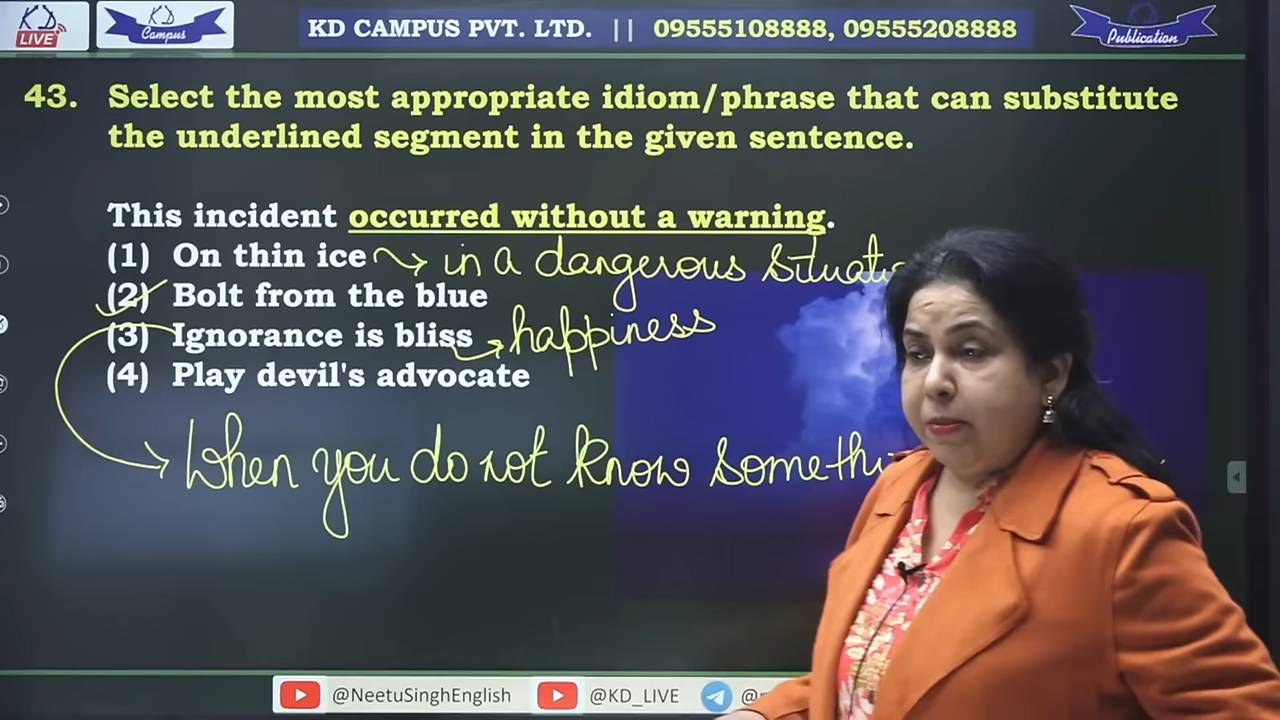 KD LIVE
KD Campus
KD CAMPUS PVT. LTD. || 09555108888, 09555208888
KD Publication
43. Select the most appropriate idiom/phrase that can substitute
the underlined segment in the given sentence.
This incident occurred without a warning.
(1) On thin ice in a dangerous situati
(2) Bolt from the blue
(3) Ignorance is bliss happiness
(4) Play devil's advocate
When you do not know somethi
@NeetuSinghEnglish @KD_LIVE